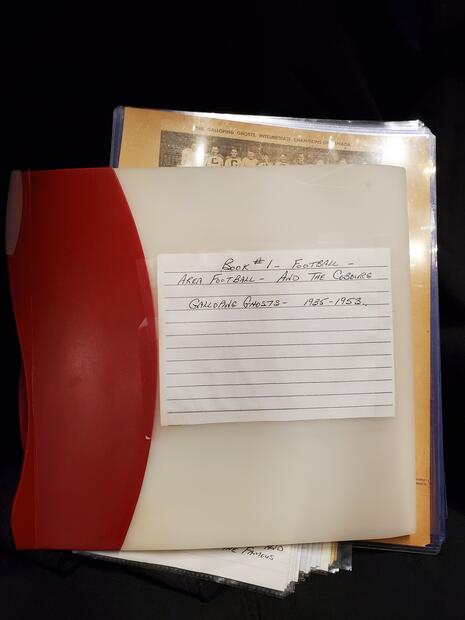 THE GALLOPING GHOSTS, INTERMEDIATE CHAMPIONS OF CANADA
BOOK #1 - FOOTBALL -
AREA FOOTBALL - AND THE COBOURG
GALLOPING GHOSTS - 1935-1953.
AND
THE FAMOUS